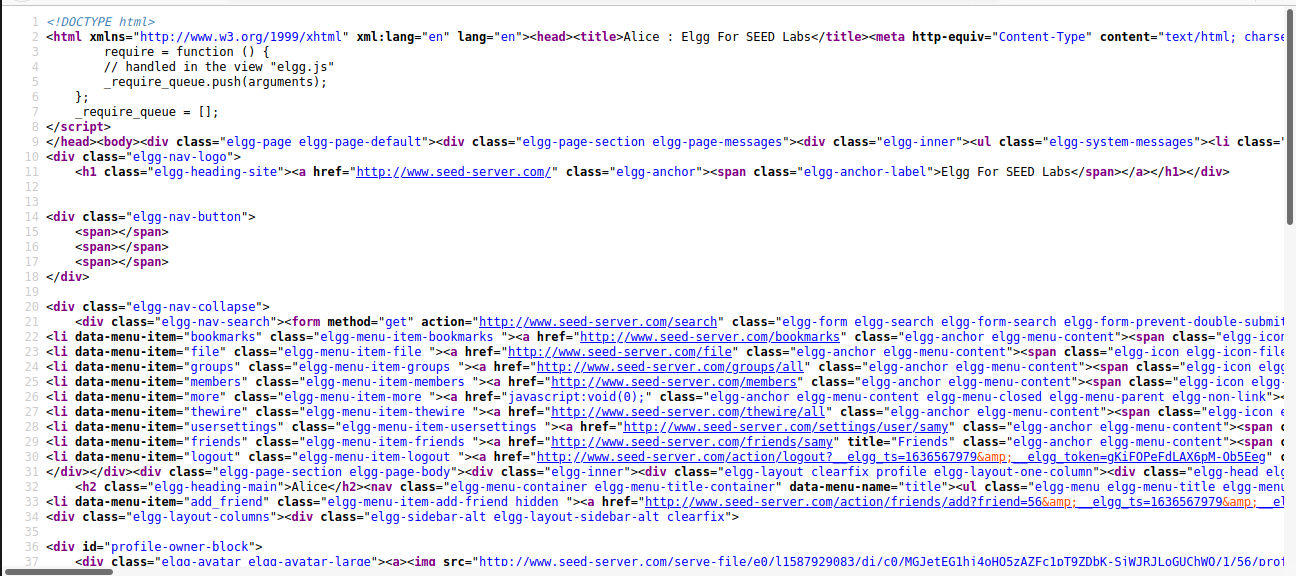 1 <!DOCTYPE html>
2 <html xmlns="http://www.w3.org/1999/xhtml" xml:lang="en" lang="en"><head><title>Alice : Elgg For SEED Labs</title><meta http-equiv="Content-Type" content="text/html; charse
3 require = function () {
4 // handled in the view "elgg.js"
5 _require_queue.push(arguments);
6 };
7 _require_queue = [];
8 </script>
9 </head><body><div class="elgg-page elgg-page-default"><div class="elgg-page-section elgg-page-messages"><div class="elgg-inner"><ul class="elgg-system-messages"><li class="
10 <div class="elgg-nav-logo">
11 <h1 class="elgg-heading-site"><a href="http://www.seed-server.com/" class="elgg-anchor"><span class="elgg-anchor-label">Elgg For SEED Labs</span></a></h1></div>
12
13
14 <div class="elgg-nav-button">
15 <span></span>
16 <span></span>
17 <span></span>
18 </div>
19
20 <div class="elgg-nav-collapse">
21 <div class="elgg-nav-search"><form method="get" action="http://www.seed-server.com/search" class="elgg-form elgg-search elgg-form-search elgg-form-prevent-double-submit
22 <li data-menu-item="bookmarks" class="elgg-menu-item-bookmarks "><a href="http://www.seed-server.com/bookmarks" class="elgg-anchor elgg-menu-content"><span class="elgg-icon
23 <li data-menu-item="file" class="elgg-menu-item-file "><a href="http://www.seed-server.com/file" class="elgg-anchor elgg-menu-content"><span class="elgg-icon elgg-icon-file
24 <li data-menu-item="groups" class="elgg-menu-item-groups "><a href="http://www.seed-server.com/groups/all" class="elgg-anchor elgg-menu-content"><span class="elgg-icon elgg
25 <li data-menu-item="members" class="elgg-menu-item-members "><a href="http://www.seed-server.com/members" class="elgg-anchor elgg-menu-content"><span class="elgg-icon elgg-
26 <li data-menu-item="more" class="elgg-menu-item-more "><a href="javascript:void(0);" class="elgg-anchor elgg-menu-content elgg-menu-closed elgg-menu-parent elgg-non-link"><
27 <li data-menu-item="thewire" class="elgg-menu-item-thewire "><a href="http://www.seed-server.com/thewire/all" class="elgg-anchor elgg-menu-content"><span class="elgg-icon e
28 <li data-menu-item="usersettings" class="elgg-menu-item-usersettings "><a href="http://www.seed-server.com/settings/user/samy" class="elgg-anchor elgg-menu-content"><span c
29 <li data-menu-item="friends" class="elgg-menu-item-friends "><a href="http://www.seed-server.com/friends/samy" title="Friends" class="elgg-anchor elgg-menu-content"><span c
30 <li data-menu-item="logout" class="elgg-menu-item-logout "><a href="http://www.seed-server.com/action/logout?__elgg_ts=1636567979&amp;__elgg_token=gKiFOPeFdLAX6pM-Ob5Eeg" c
31 </div></div><div class="elgg-page-section elgg-page-body"><div class="elgg-inner"><div class="elgg-layout clearfix profile elgg-layout-one-column"><div class="elgg-head elg
32 <h2 class="elgg-heading-main">Alice</h2><nav class="elgg-menu-container elgg-menu-title-container" data-menu-name="title"><ul class="elgg-menu elgg-menu-title elgg-menu
33 <li data-menu-item="add_friend" class="elgg-menu-item-add-friend hidden "><a href="http://www.seed-server.com/action/friends/add?friend=56&amp;__elgg_ts=1636567979&amp;__el
34 <div class="elgg-layout-columns"><div class="elgg-sidebar-alt elgg-layout-sidebar-alt clearfix">
35
36 <div id="profile-owner-block">
37 <div class="elgg-avatar elgg-avatar-large"><a><img src="http://www.seed-server.com/serve-file/e0/l1587929083/di/c0/MGJetEG1hi4oHO5zAZFc1pT9ZDbK-SiWJRJLoGUChWO/1/56/prof